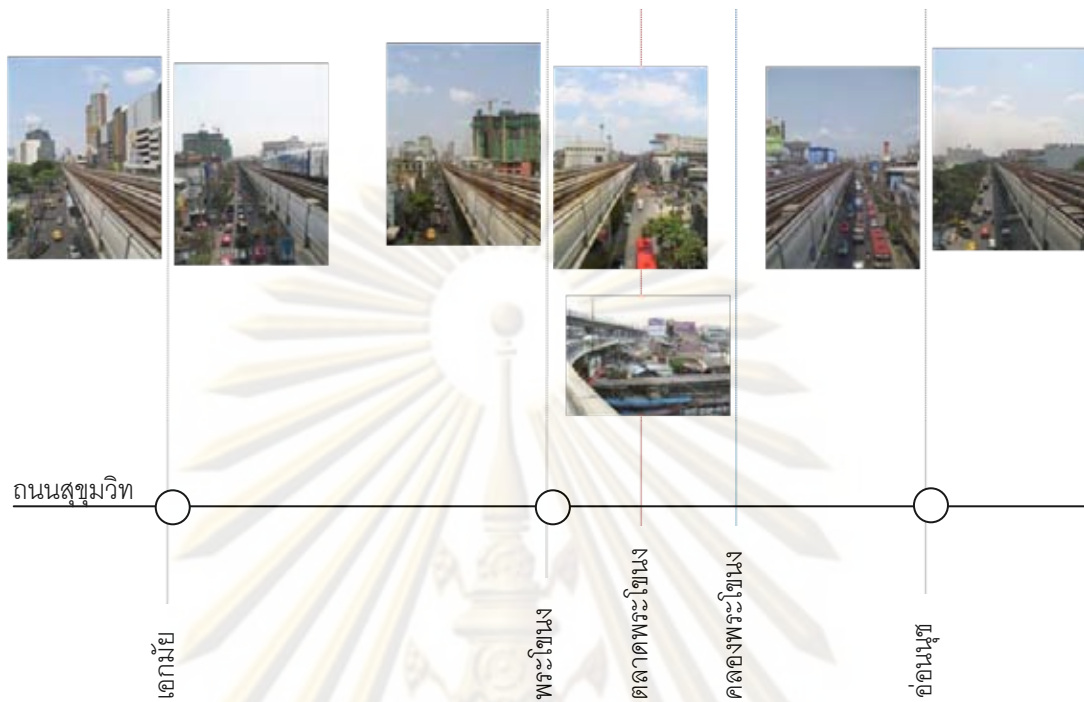 ถนนสุขุมวิท
เอกมัย
พระโขนง
ตลาดพระโขนง
คลองพระโขนง
อ่อนนุช